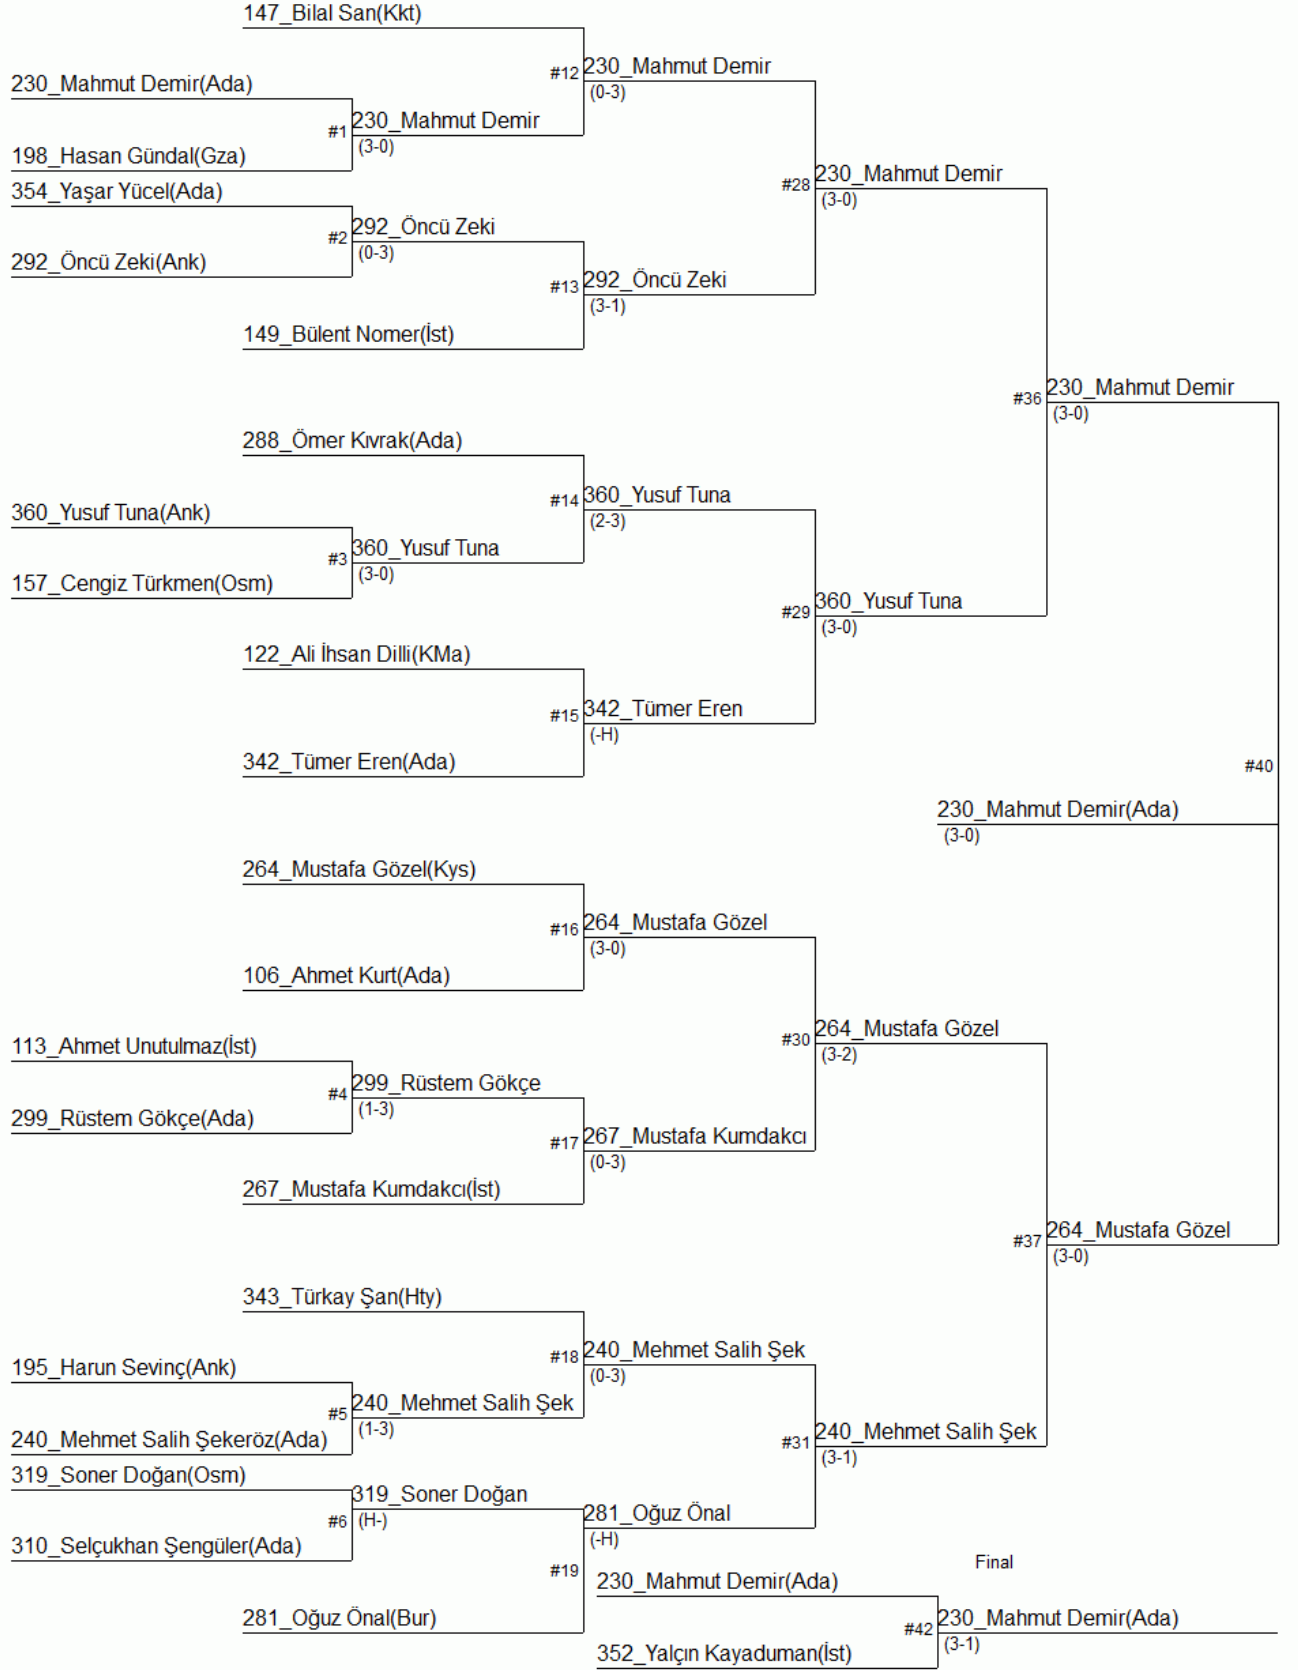 147_Bilal San(Kkt)
#12 230_Mahmut Demir
(0-3)
230_Mahmut Demir(Ada)
#1 230_Mahmut Demir
(3-0)
198_Hasan Gündal(Gza)
#28 230_Mahmut Demir
(3-0)
354_Yaşar Yücel(Ada)
#2 292_Öncü Zeki
(0-3)
292_Öncü Zeki(Ank)
#13 292_Öncü Zeki
(3-1)
149_Bülent Nomer(İst)
#36 230_Mahmut Demir
(3-0)
288_Ömer Kıvrak(Ada)
#14 360_Yusuf Tuna
(2-3)
360_Yusuf Tuna(Ank)
#3 360_Yusuf Tuna
(3-0)
157_Cengiz Türkmen(Osm)
#29 360_Yusuf Tuna
(3-0)
122_Ali İhsan Dilli(KMa)
#15 342_Tümer Eren
(-H)
342_Tümer Eren(Ada)
#40
230_Mahmut Demir(Ada)
(3-0)
264_Mustafa Gözel(Kys)
#16 264_Mustafa Gözel
(3-0)
106_Ahmet Kurt(Ada)
#30 264_Mustafa Gözel
(3-2)
113_Ahmet Unutulmaz(İst)
#4 299_Rüstem Gökçe
(1-3)
299_Rüstem Gökçe(Ada)
#17 267_Mustafa Kumdakcı
(0-3)
267_Mustafa Kumdakcı(İst)
#37 264_Mustafa Gözel
(3-0)
343_Türkay Şan(Hty)
#18 240_Mehmet Salih Şek
(0-3)
195_Harun Sevinç(Ank)
#5 240_Mehmet Salih Şek
(1-3)
240_Mehmet Salih Şekeröz(Ada)
#31 240_Mehmet Salih Şek
(3-1)
319_Soner Doğan(Osm)
#6 319_Soner Doğan
(H-)
310_Selçukhan Şengüler(Ada)
281_Oğuz Önal
(-H)
#19
281_Oğuz Önal(Bur)
Final
230_Mahmut Demir(Ada)
#42 230_Mahmut Demir(Ada)
(3-1)
352_Yalçın Kayaduman(İst)